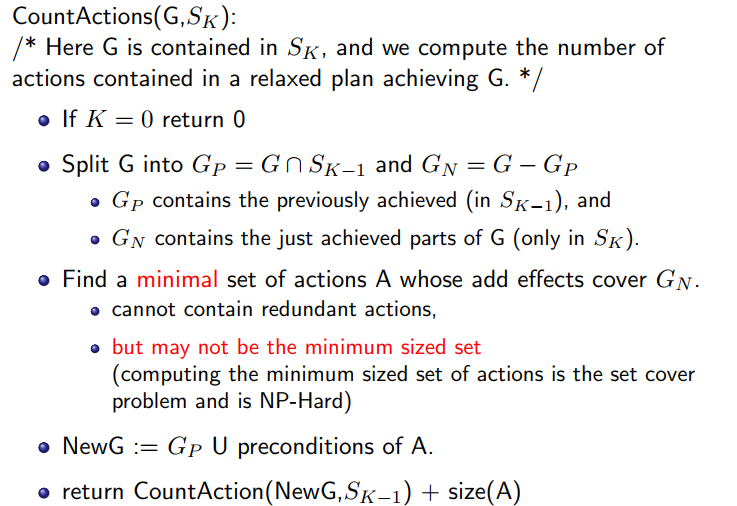 CountActions(G,S_K):
/* Here G is contained in S_K, and we compute the number of
actions contained in a relaxed plan achieving G. */
• If K = 0 return 0
• Split G into G_P = G ∩ S_{K−1} and G_N = G − G_P
• G_P contains the previously achieved (in S_{K−1}), and
• G_N contains the just achieved parts of G (only in S_K).
• Find a minimal set of actions A whose add effects cover G_N.
• cannot contain redundant actions,
• but may not be the minimum sized set
(computing the minimum sized set of actions is the set cover
problem and is NP-Hard)
• NewG := G_P U preconditions of A.
• return CountAction(NewG,S_{K−1}) + size(A)